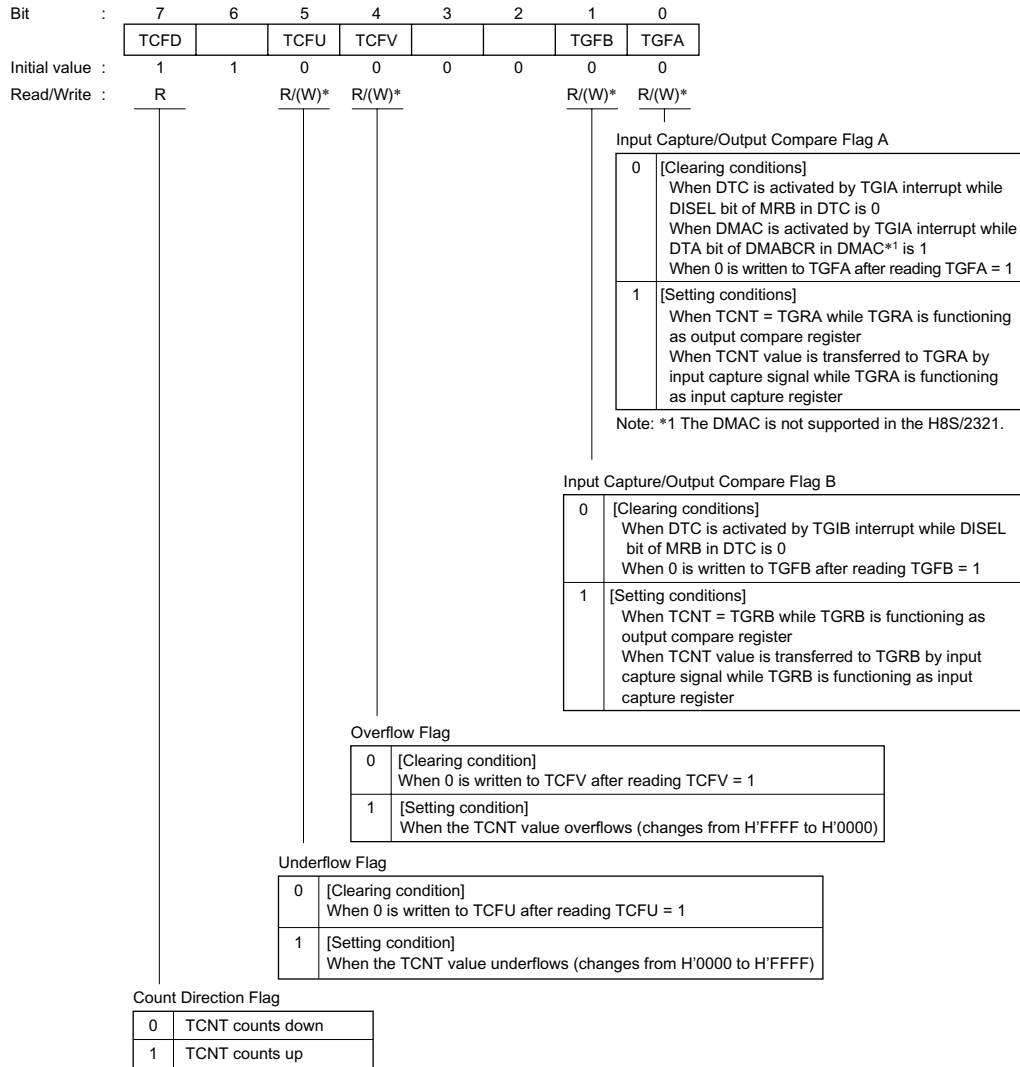 Bit : 7 6 5 4 3 2 1 0
TCFD TCFU TCFV TGFB TGFA
Initial value : 1 1 0 0 0 0 0 0
Read/Write : R R/(W)* R/(W)* R/(W)* R/(W)*
Input Capture/Output Compare Flag A
0 [Clearing conditions]
When DTC is activated by TGIA interrupt while
DISEL bit of MRB in DTC is 0
When DMAC is activated by TGIA interrupt while
DTA bit of DMABCR in DMAC*1 is 1
When 0 is written to TGFA after reading TGFA = 1
1 [Setting conditions]
When TCNT = TGRA while TGRA is functioning
as output compare register
When TCNT value is transferred to TGRA by
input capture signal while TGRA is functioning
as input capture register
Note: *1 The DMAC is not supported in the H8S/2321.
Input Capture/Output Compare Flag B
0 [Clearing conditions]
When DTC is activated by TGIB interrupt while DISEL
bit of MRB in DTC is 0
When 0 is written to TGFB after reading TGFB = 1
1 [Setting conditions]
When TCNT = TGRB while TGRB is functioning as
output compare register
When TCNT value is transferred to TGRB by input
capture signal while TGRB is functioning as input
capture register
Overflow Flag
0 [Clearing condition]
When 0 is written to TCFV after reading TCFV = 1
1 [Setting condition]
When the TCNT value overflows (changes from H'FFFF to H'0000)
Underflow Flag
0 [Clearing condition]
When 0 is written to TCFU after reading TCFU = 1
1 [Setting condition]
When the TCNT value underflows (changes from H'0000 to H'FFFF)
Count Direction Flag
0 TCNT counts down
1 TCNT counts up